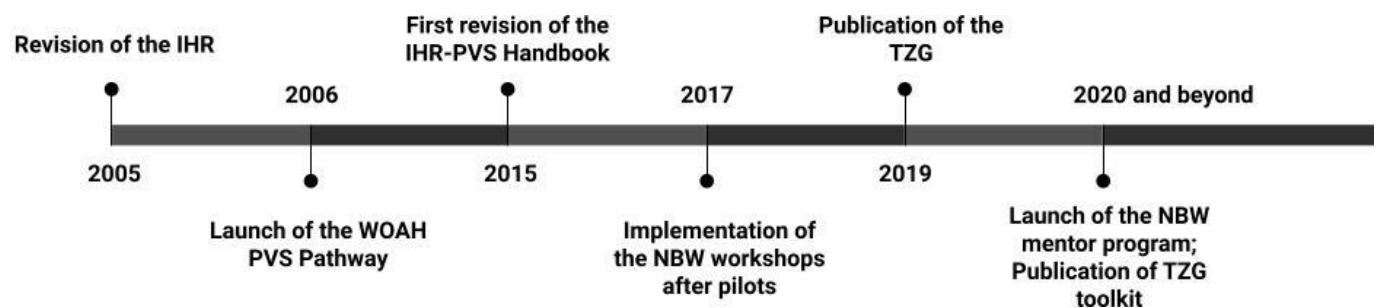 Revision of the IHR
2005
2006
Launch of the WOAH
PVS Pathway
First revision of the
IHR-PVS Handbook
2015
2017
Implementation of
the NBW workshops
after pilots
Publication of the
TZG
2019
2020 and beyond
Launch of the NBW
mentor program;
Publication of TZG
toolkit